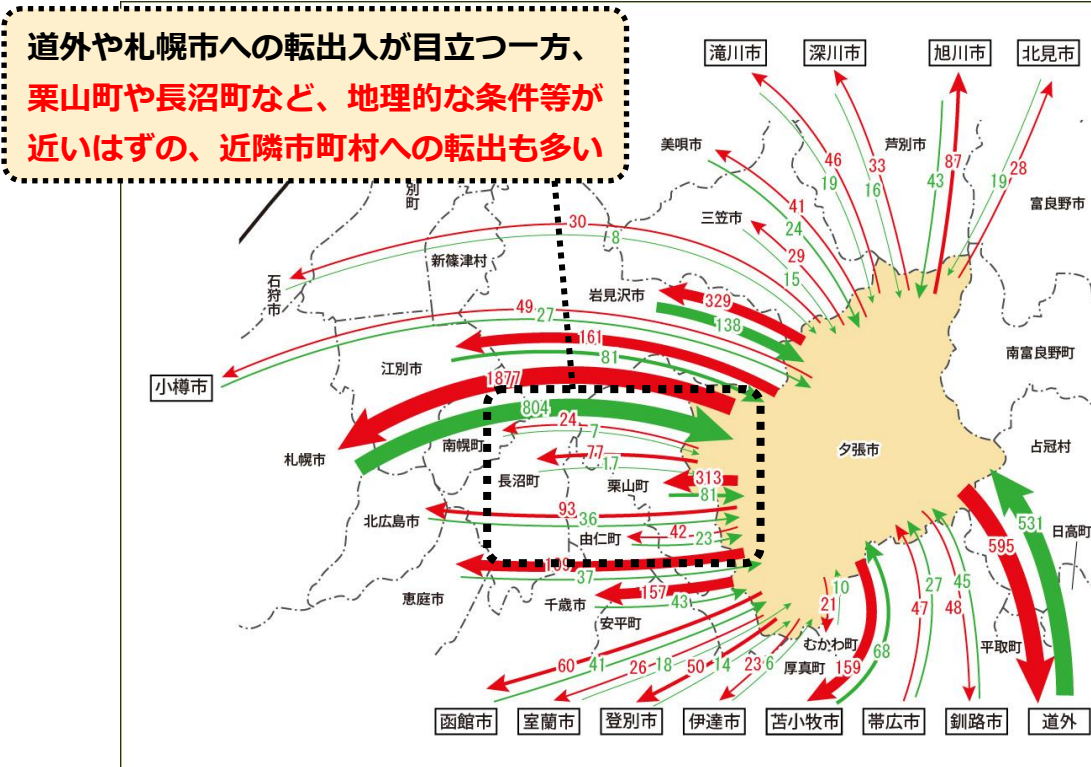 道外や札幌市への転出入が目立つ一方、
栗山町や長沼町など、地理的な条件等が
近いはずの、近隣市町村への転出も多い
滝川市
深川市
旭川市
北見市
美唄市
芦別市
46
33
87
28
19
16
43
19
別町
三笠市
富良野市
41
24
29
15
30
8
新篠津村
石狩市
岩見沢市
329
138
49
27
161
81
南富良野町
江別市
小樽市
1877
804
24
7
札幌市
南幌町
夕張市
占冠村
77
17
長沼町
栗山町
313
81
93
36
北広島市
由仁町
42
23
531
595
日高町
37
恵庭市
千歳市
157
43
安平町
10
21
27
45
47
48
むかわ町
平取町
厚真町
159
68
60
41
26
18
50
14
23
6
函館市
室蘭市
登別市
伊達市
苫小牧市
帯広市
釧路市
道外